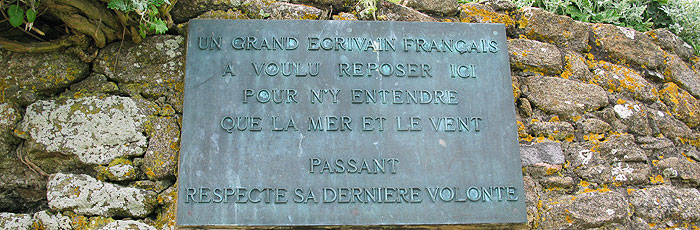 UN GRAND ECRIVAIN FRANÇAIS
A VOULU REPOSER ICI
POUR N'Y ENTENDRE
QUE LA MER ET LE VENT
PASSANT
RESPECTE SA DERNIERE VOLONTE